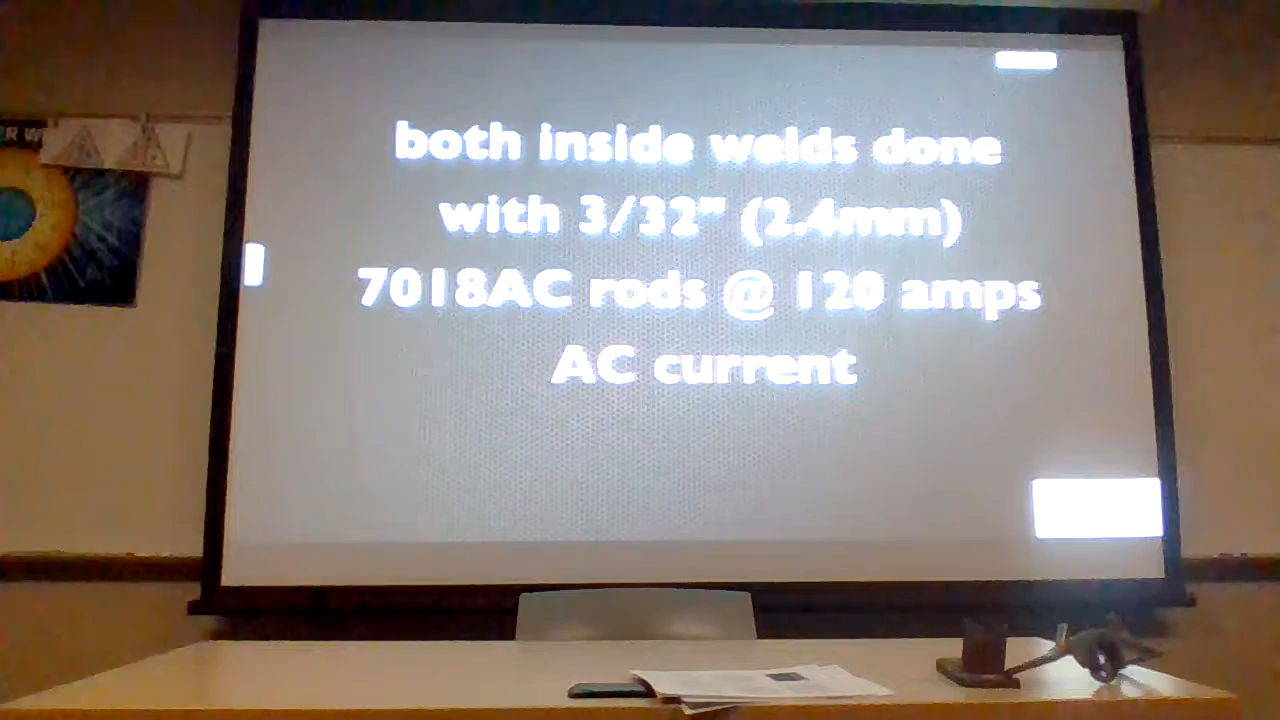 both inside welds done
with 3/32" (2.4mm)
7018AC rods @ 120 amps
AC current
R W